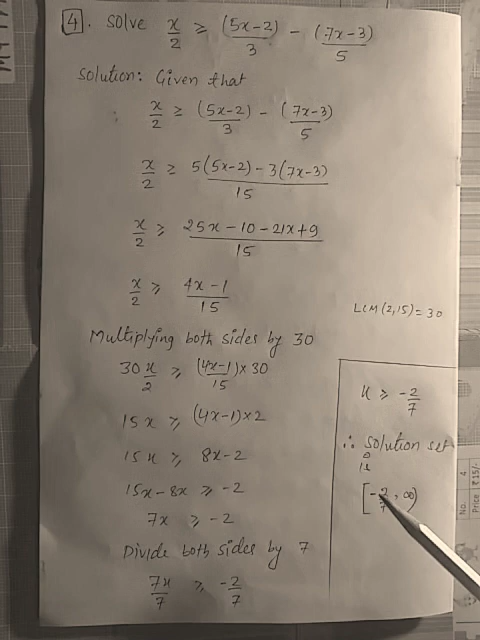 4. Solve x/2 ≥ (5x-2)/3 - (7x-3)/5
Solution: Given that
x/2 ≥ (5x-2)/3 - (7x-3)/5
x/2 ≥ 5(5x-2)-3(7x-3)/15
x/2 ≥ 25x-10-21x+9/15
x/2 ≥ 4x-1/15
LCM(2,15)=30
Multiplying both sides by 30
30 x/2 ≥ (4x-1)/15 × 30
15x ≥ (4x-1)×2
15x ≥ 8x-2
15x-8x ≥ -2
7x ≥ -2
Divide both sides by 7
7x/7 ≥ -2/7
x ≥ -2/7
∴ Solution set
is
[-2/7, ∞)
No. 4
Price ₹15/-